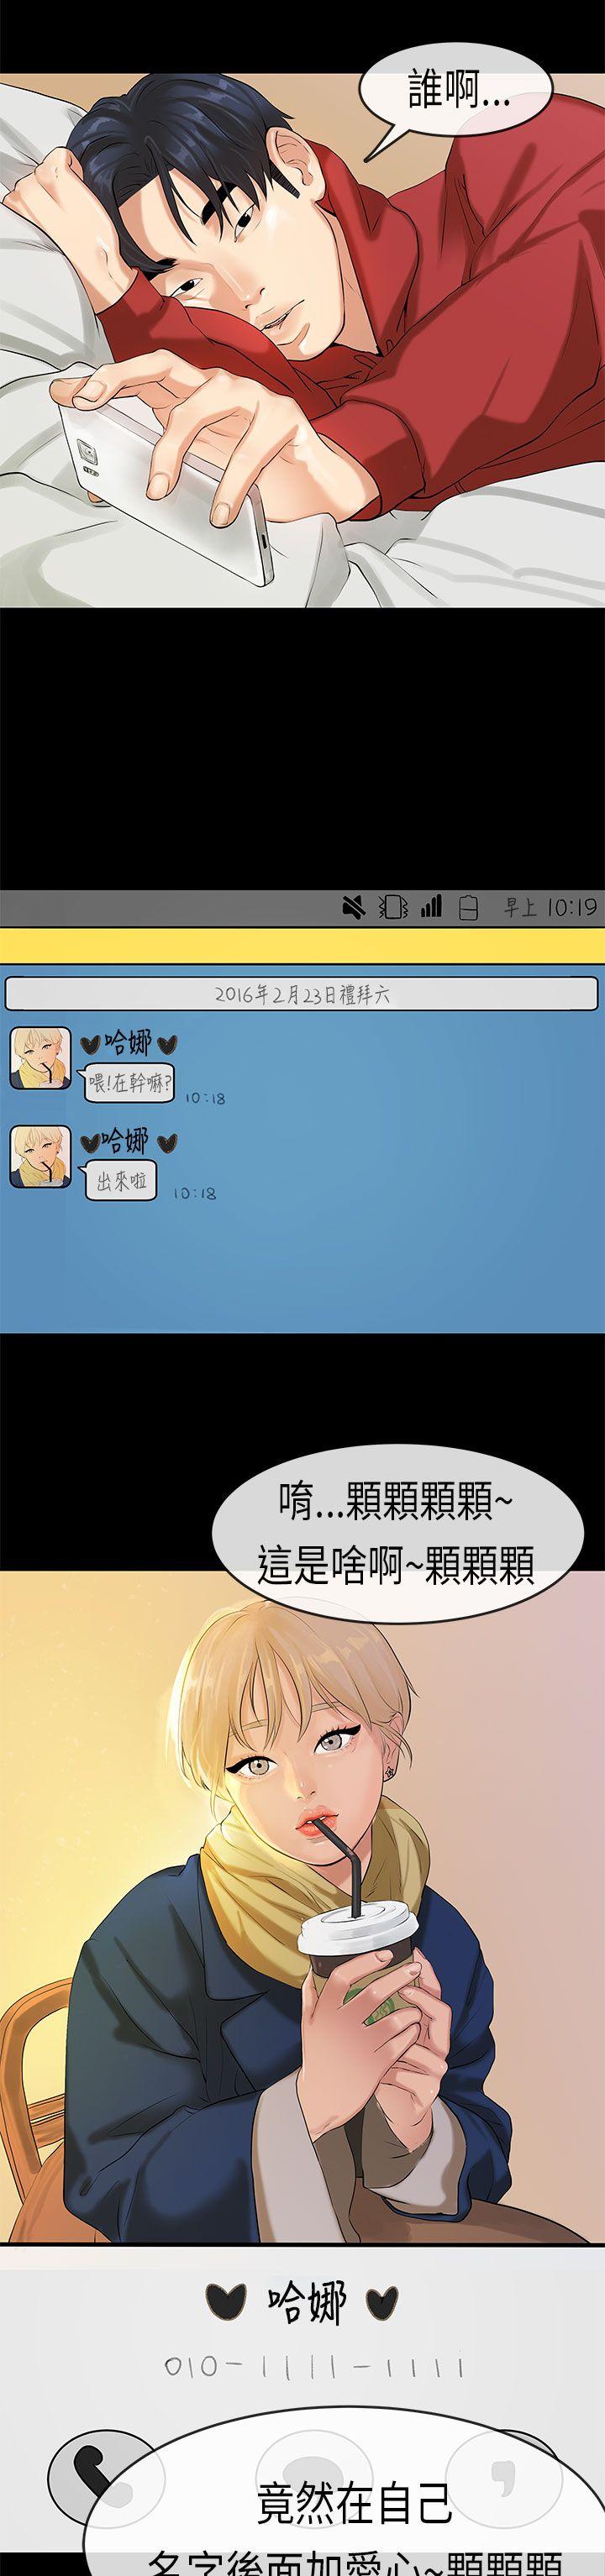 誰啊...
早上 10:19
2016年2月23日禮拜六
哈娜
喂!在幹嘛?
10:18
哈娜
出來啦
10:18
唷...顆顆顆顆~
這是啥啊~顆顆顆
哈娜
010-1111-1111
竟然在自己
名字後面加愛心~顆顆顆